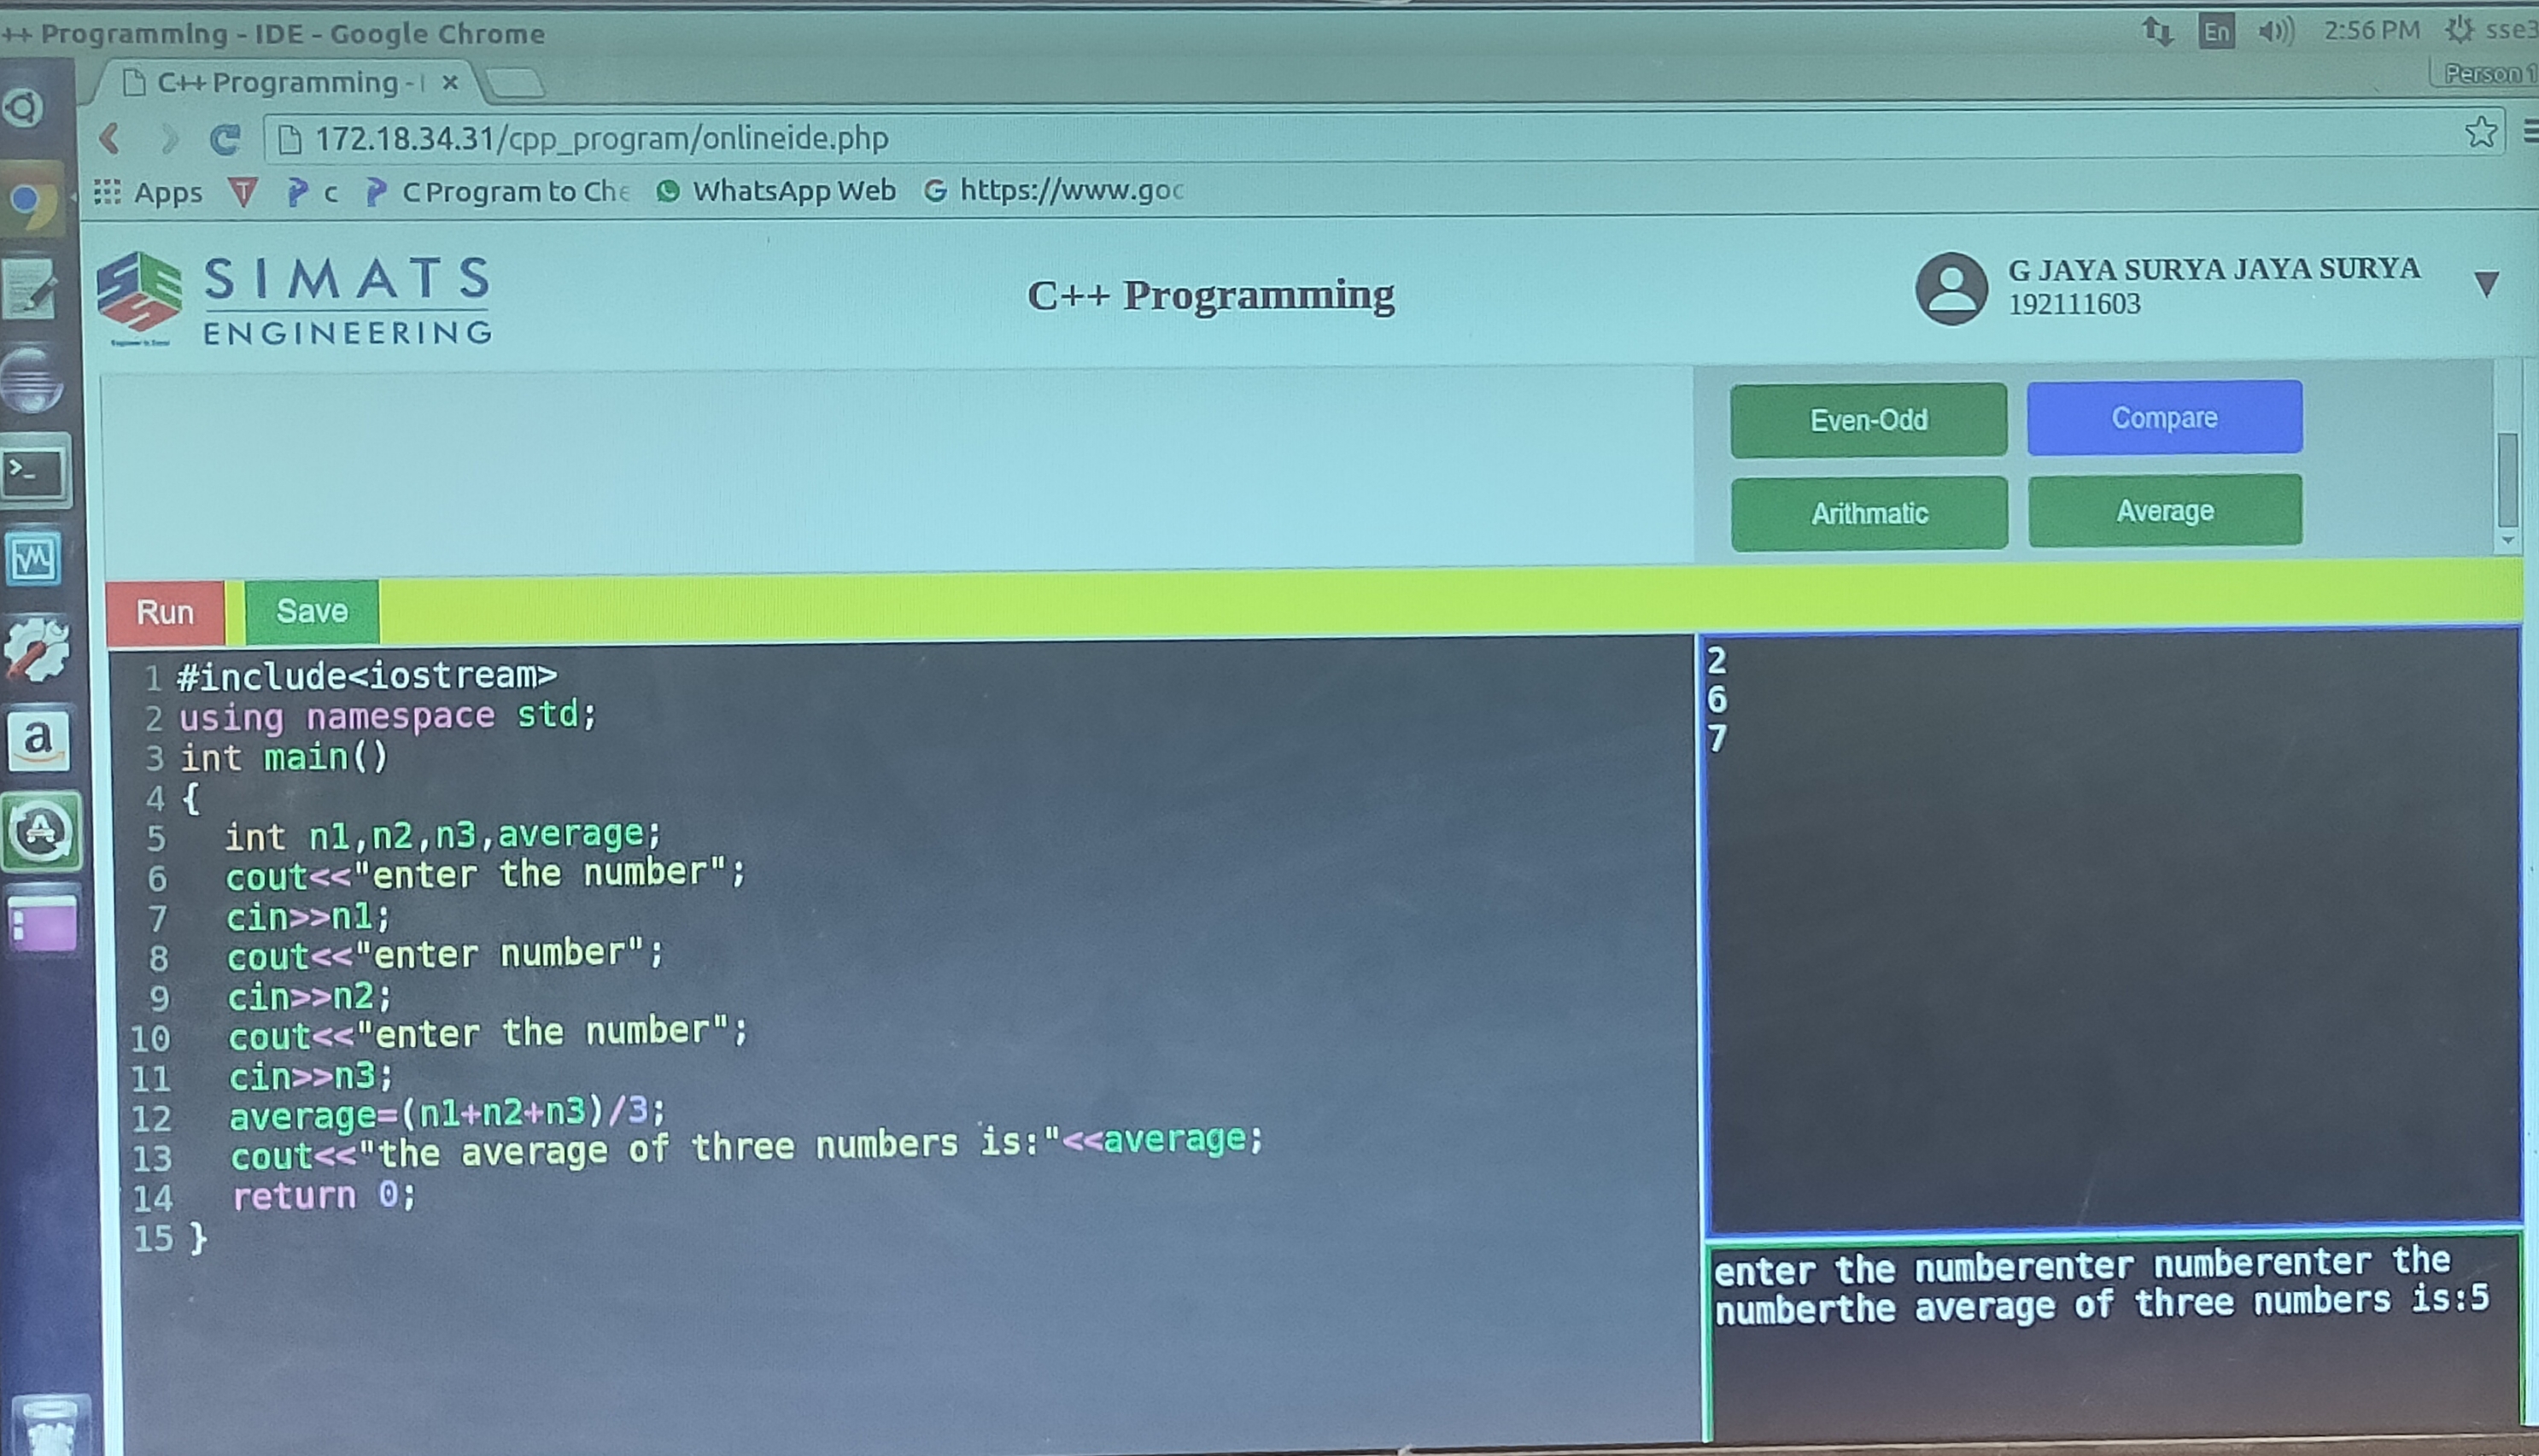 ++ Programming - IDE - Google Chrome
En 2:56 PM sse3
C++ Programming - I x
Person 1
172.18.34.31/cpp_program/onlineide.php
Apps c C Program to Che WhatsApp Web https://www.goc
SIMATS
ENGINEERING
C++ Programming
G JAYA SURYA JAYA SURYA
192111603
Even-Odd Compare
Arithmatic Average
Run Save
1 #include<iostream>
2 using namespace std;
3 int main()
4 {
5 int n1,n2,n3,average;
6 cout<<"enter the number";
7 cin>>n1;
8 cout<<"enter number";
9 cin>>n2;
10 cout<<"enter the number";
11 cin>>n3;
12 average=(n1+n2+n3)/3;
13 cout<<"the average of three numbers is:"<<average;
14 return 0;
15 }
2
6
7
enter the numberenter numberenter the
numberthe average of three numbers is:5